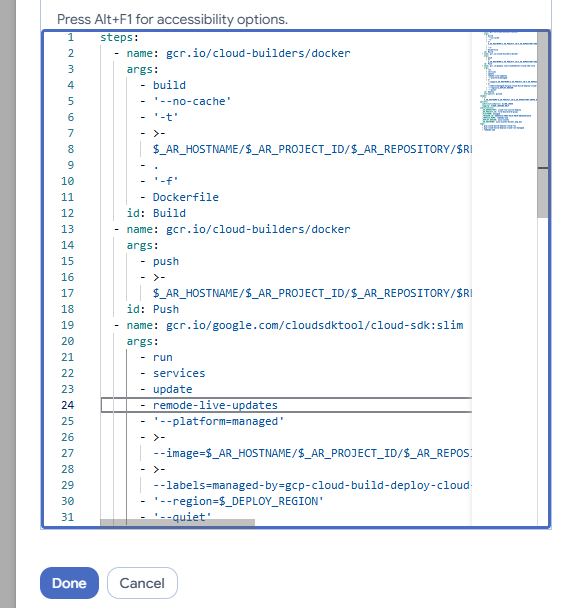 Press Alt+F1 for accessibility options.
1 steps:
2 - name: gcr.io/cloud-builders/docker
3 args:
4 - build
5 - '--no-cache'
6 - '-t'
7 - >-
8 $_AR_HOSTNAME/$_AR_PROJECT_ID/$_AR_REPOSITORY/$RE
9 - .
10 - '-f'
11 - Dockerfile
12 id: Build
13 - name: gcr.io/cloud-builders/docker
14 args:
15 - push
16 - >-
17 $_AR_HOSTNAME/$_AR_PROJECT_ID/$_AR_REPOSITORY/$RE
18 id: Push
19 - name: gcr.io/google.com/cloudsdktool/cloud-sdk:slim
20 args:
21 - run
22 - services
23 - update
24 - remode-live-updates
25 - '--platform=managed'
26 - >-
27 --image=$_AR_HOSTNAME/$_AR_PROJECT_ID/$_AR_REPOS
28 - >-
29 --labels=managed-by=gcp-cloud-build-deploy-cloud-
30 - '--region=$_DEPLOY_REGION'
31 - '--quiet'
Done
Cancel